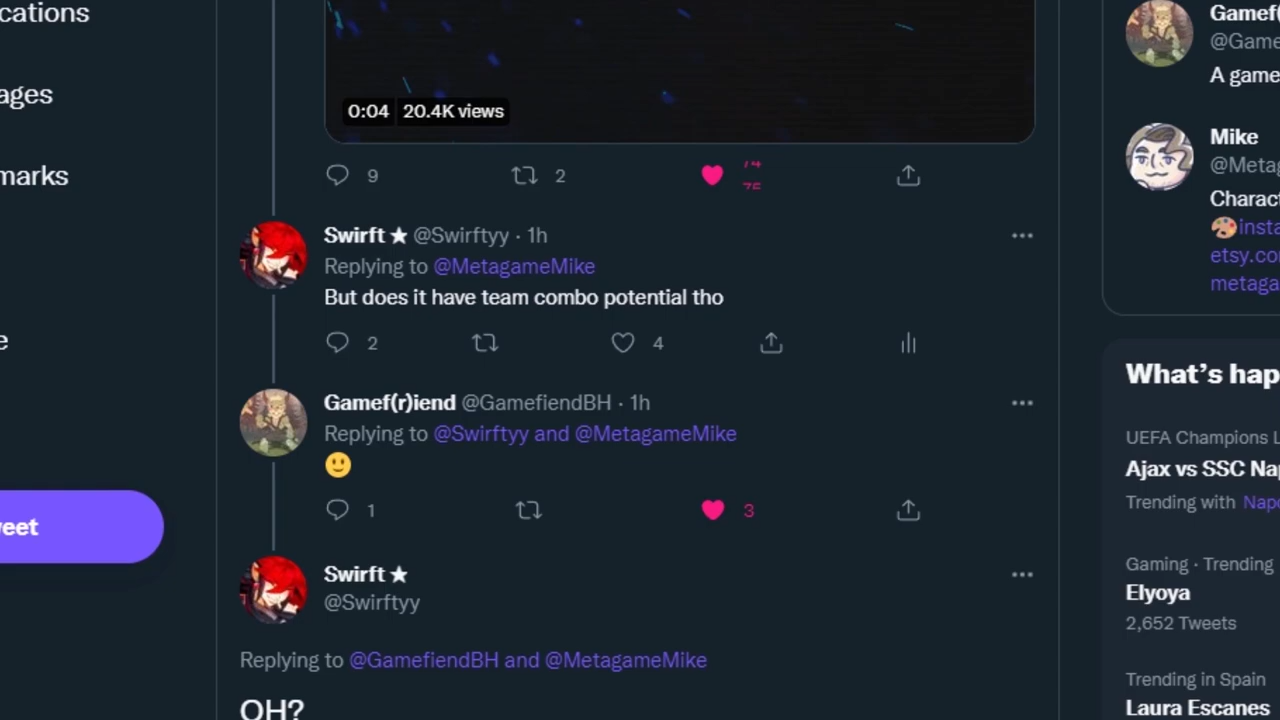 cations
ages
marks
e
weet
0:04 20.4K views
9 2
Swirft ★ @Swirftyy · 1h
Replying to @MetagameMike
But does it have team combo potential tho
2 4
Gamef(r)iend @GamefiendBH · 1h
Replying to @Swirftyy and @MetagameMike
1 3
Swirft ★
@Swirftyy
Replying to @GamefiendBH and @MetagameMike
OH?
Gamef(
@Game
A game
Mike
@Metag
Charact
insta
etsy.co
metaga
What's hap
UEFA Champions L
Ajax vs SSC Nap
Trending with Napo
Gaming · Trending
Elyoya
2,652 Tweets
Trending in Spain
Laura Escanes